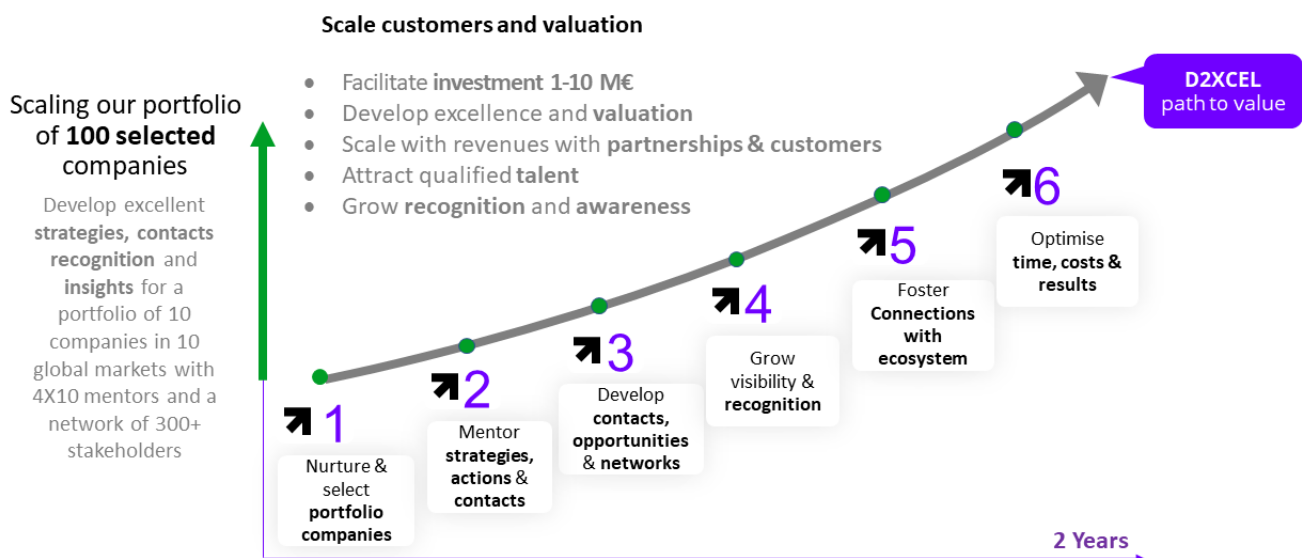 Scale customers and valuation
● Facilitate investment 1-10 M€
● Develop excellence and valuation
● Scale with revenues with partnerships & customers
● Attract qualified talent
● Grow recognition and awareness
Scaling our portfolio
of 100 selected
companies
Develop excellent
strategies, contacts
recognition and
insights for a
portfolio of 10
companies in 10
global markets with
4X10 mentors and a
network of 300+
stakeholders
D2XCEL
path to value
1
Nurture &
select
portfolio
companies
2
Mentor
strategies,
actions &
contacts
3
Develop
contacts,
opportunities
& networks
4
Grow
visibility &
recognition
5
Foster
Connections
with
ecosystem
6
Optimise
time, costs &
results
2 Years